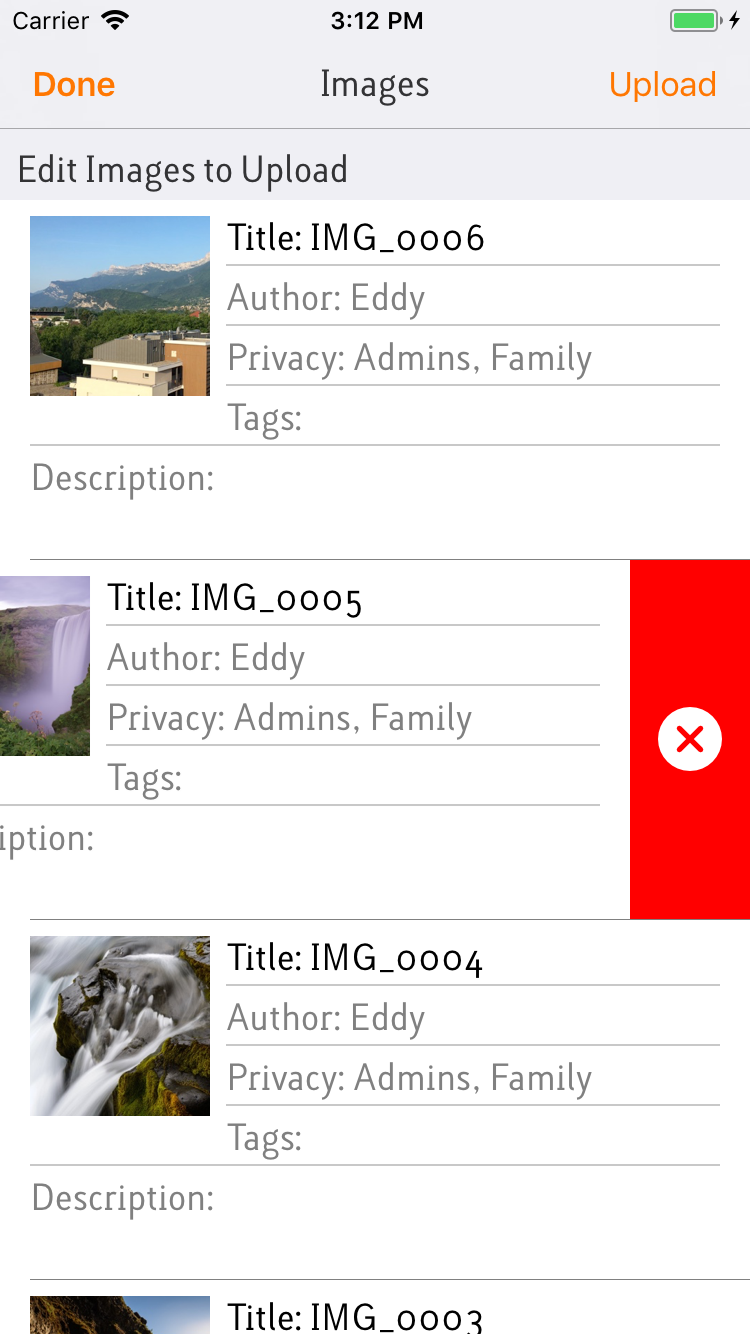 Carrier 3:12 PM
Done Images Upload
Edit Images to Upload
Title: IMG_0006
Author: Eddy
Privacy: Admins, Family
Tags:
Description:
Title: IMG_0005
Author: Eddy
Privacy: Admins, Family
Tags:
iption:
Title: IMG_0004
Author: Eddy
Privacy: Admins, Family
Tags:
Description:
Title: IMG_0003